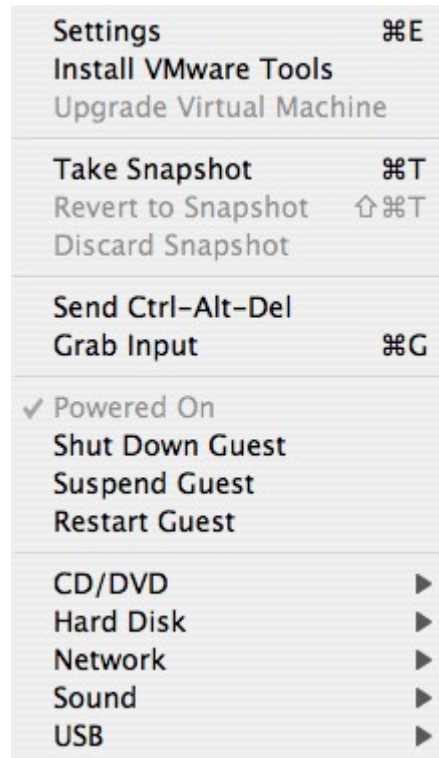 Settings ⌘E
Install VMware Tools
Upgrade Virtual Machine
Take Snapshot ⌘T
Revert to Snapshot ⇧⌘T
Discard Snapshot
Send Ctrl-Alt-Del
Grab Input ⌘G
✓ Powered On
Shut Down Guest
Suspend Guest
Restart Guest
CD/DVD ▶
Hard Disk ▶
Network ▶
Sound ▶
USB ▶